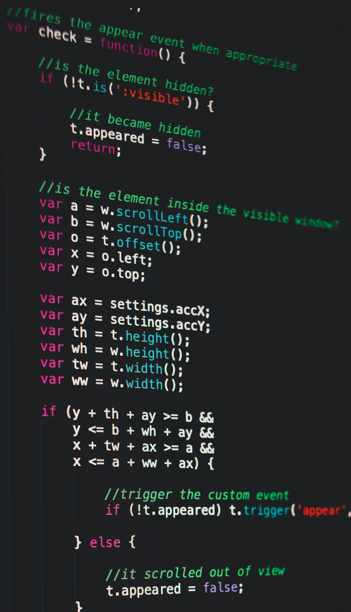 //fires the appear event when appropriate
var check = function() {
//is the element hidden?
if (!t.is(':visible')) {
//it became hidden
t.appeared = false;
return;
}
//is the element inside the visible window?
var a = w.scrollLeft();
var b = w.scrollTop();
var o = t.offset();
var x = o.left;
var y = o.top;
var ax = settings.accX;
var ay = settings.accY;
var th = t.height();
var wh = w.height();
var tw = t.width();
var ww = w.width();
if (y + th + ay >= b &&
y <= b + wh + ay &&
x + tw + ax >= a &&
x <= a + ww + ax) {
//trigger the custom event
if (!t.appeared) t.trigger('appear',
} else {
//it scrolled out of view
t.appeared = false;
}